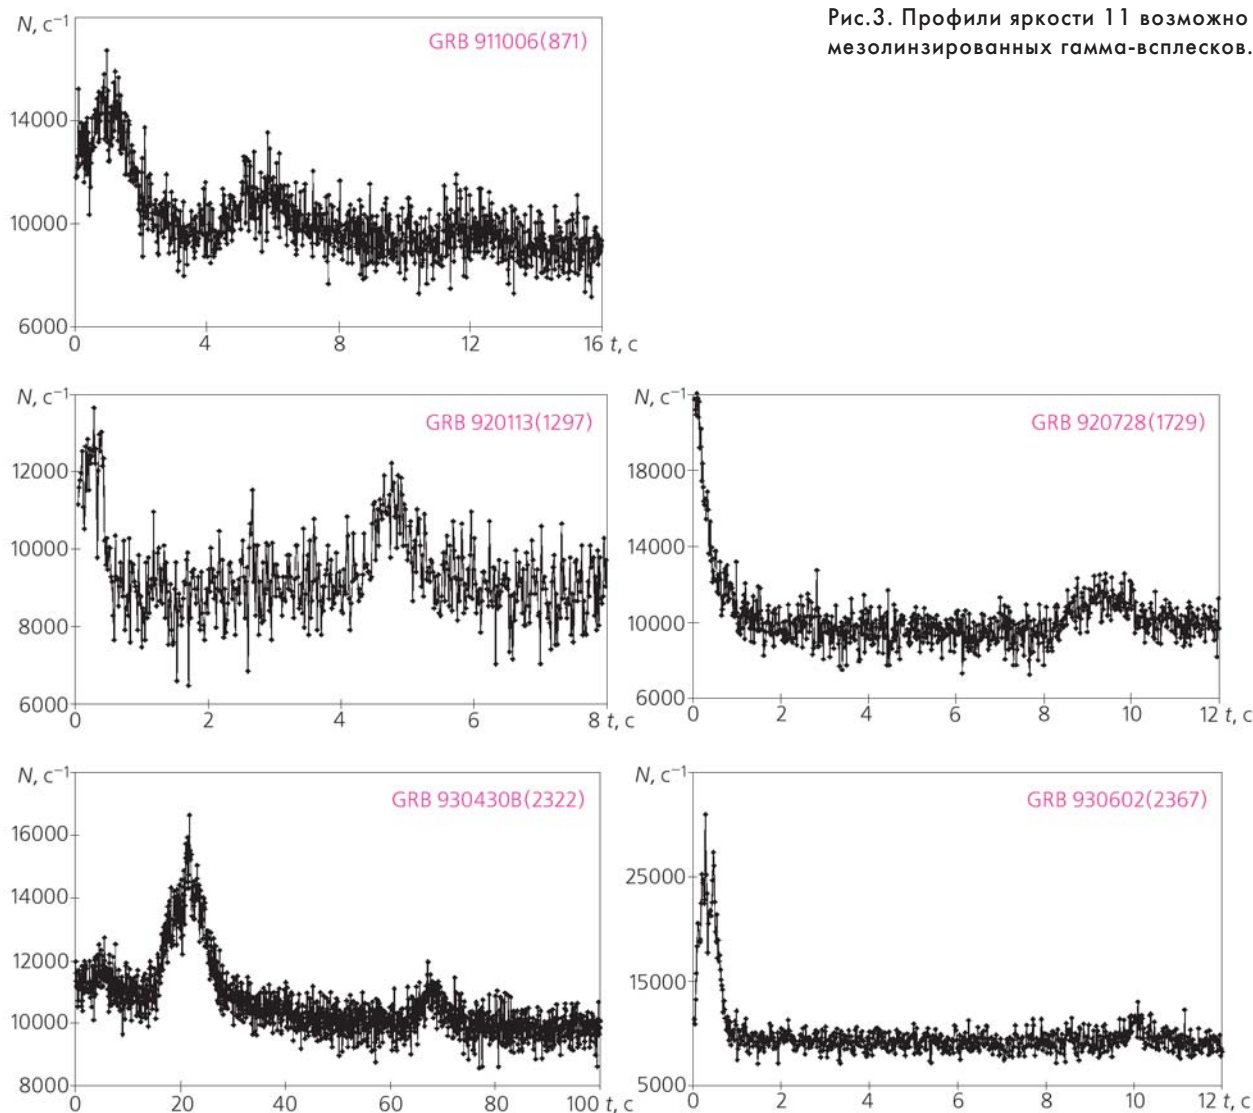 Рис.3. Профили яркости 11 возможно
мезолинзированных гамма-всплесков.
N, с⁻¹
GRB 911006(871)
14000
10000
6000
0 4 8 12 16 t, с
N, с⁻¹
GRB 920113(1297)
12000
10000
8000
6000
0 2 4 6 8 t, с
N, с⁻¹
GRB 920728(1729)
18000
14000
10000
6000
0 2 4 6 8 10 12 t, с
N, с⁻¹
GRB 930430B(2322)
16000
14000
12000
10000
8000
0 20 40 60 80 100 t, с
N, с⁻¹
GRB 930602(2367)
25000
15000
5000
0 2 4 6 8 10 12 t, с